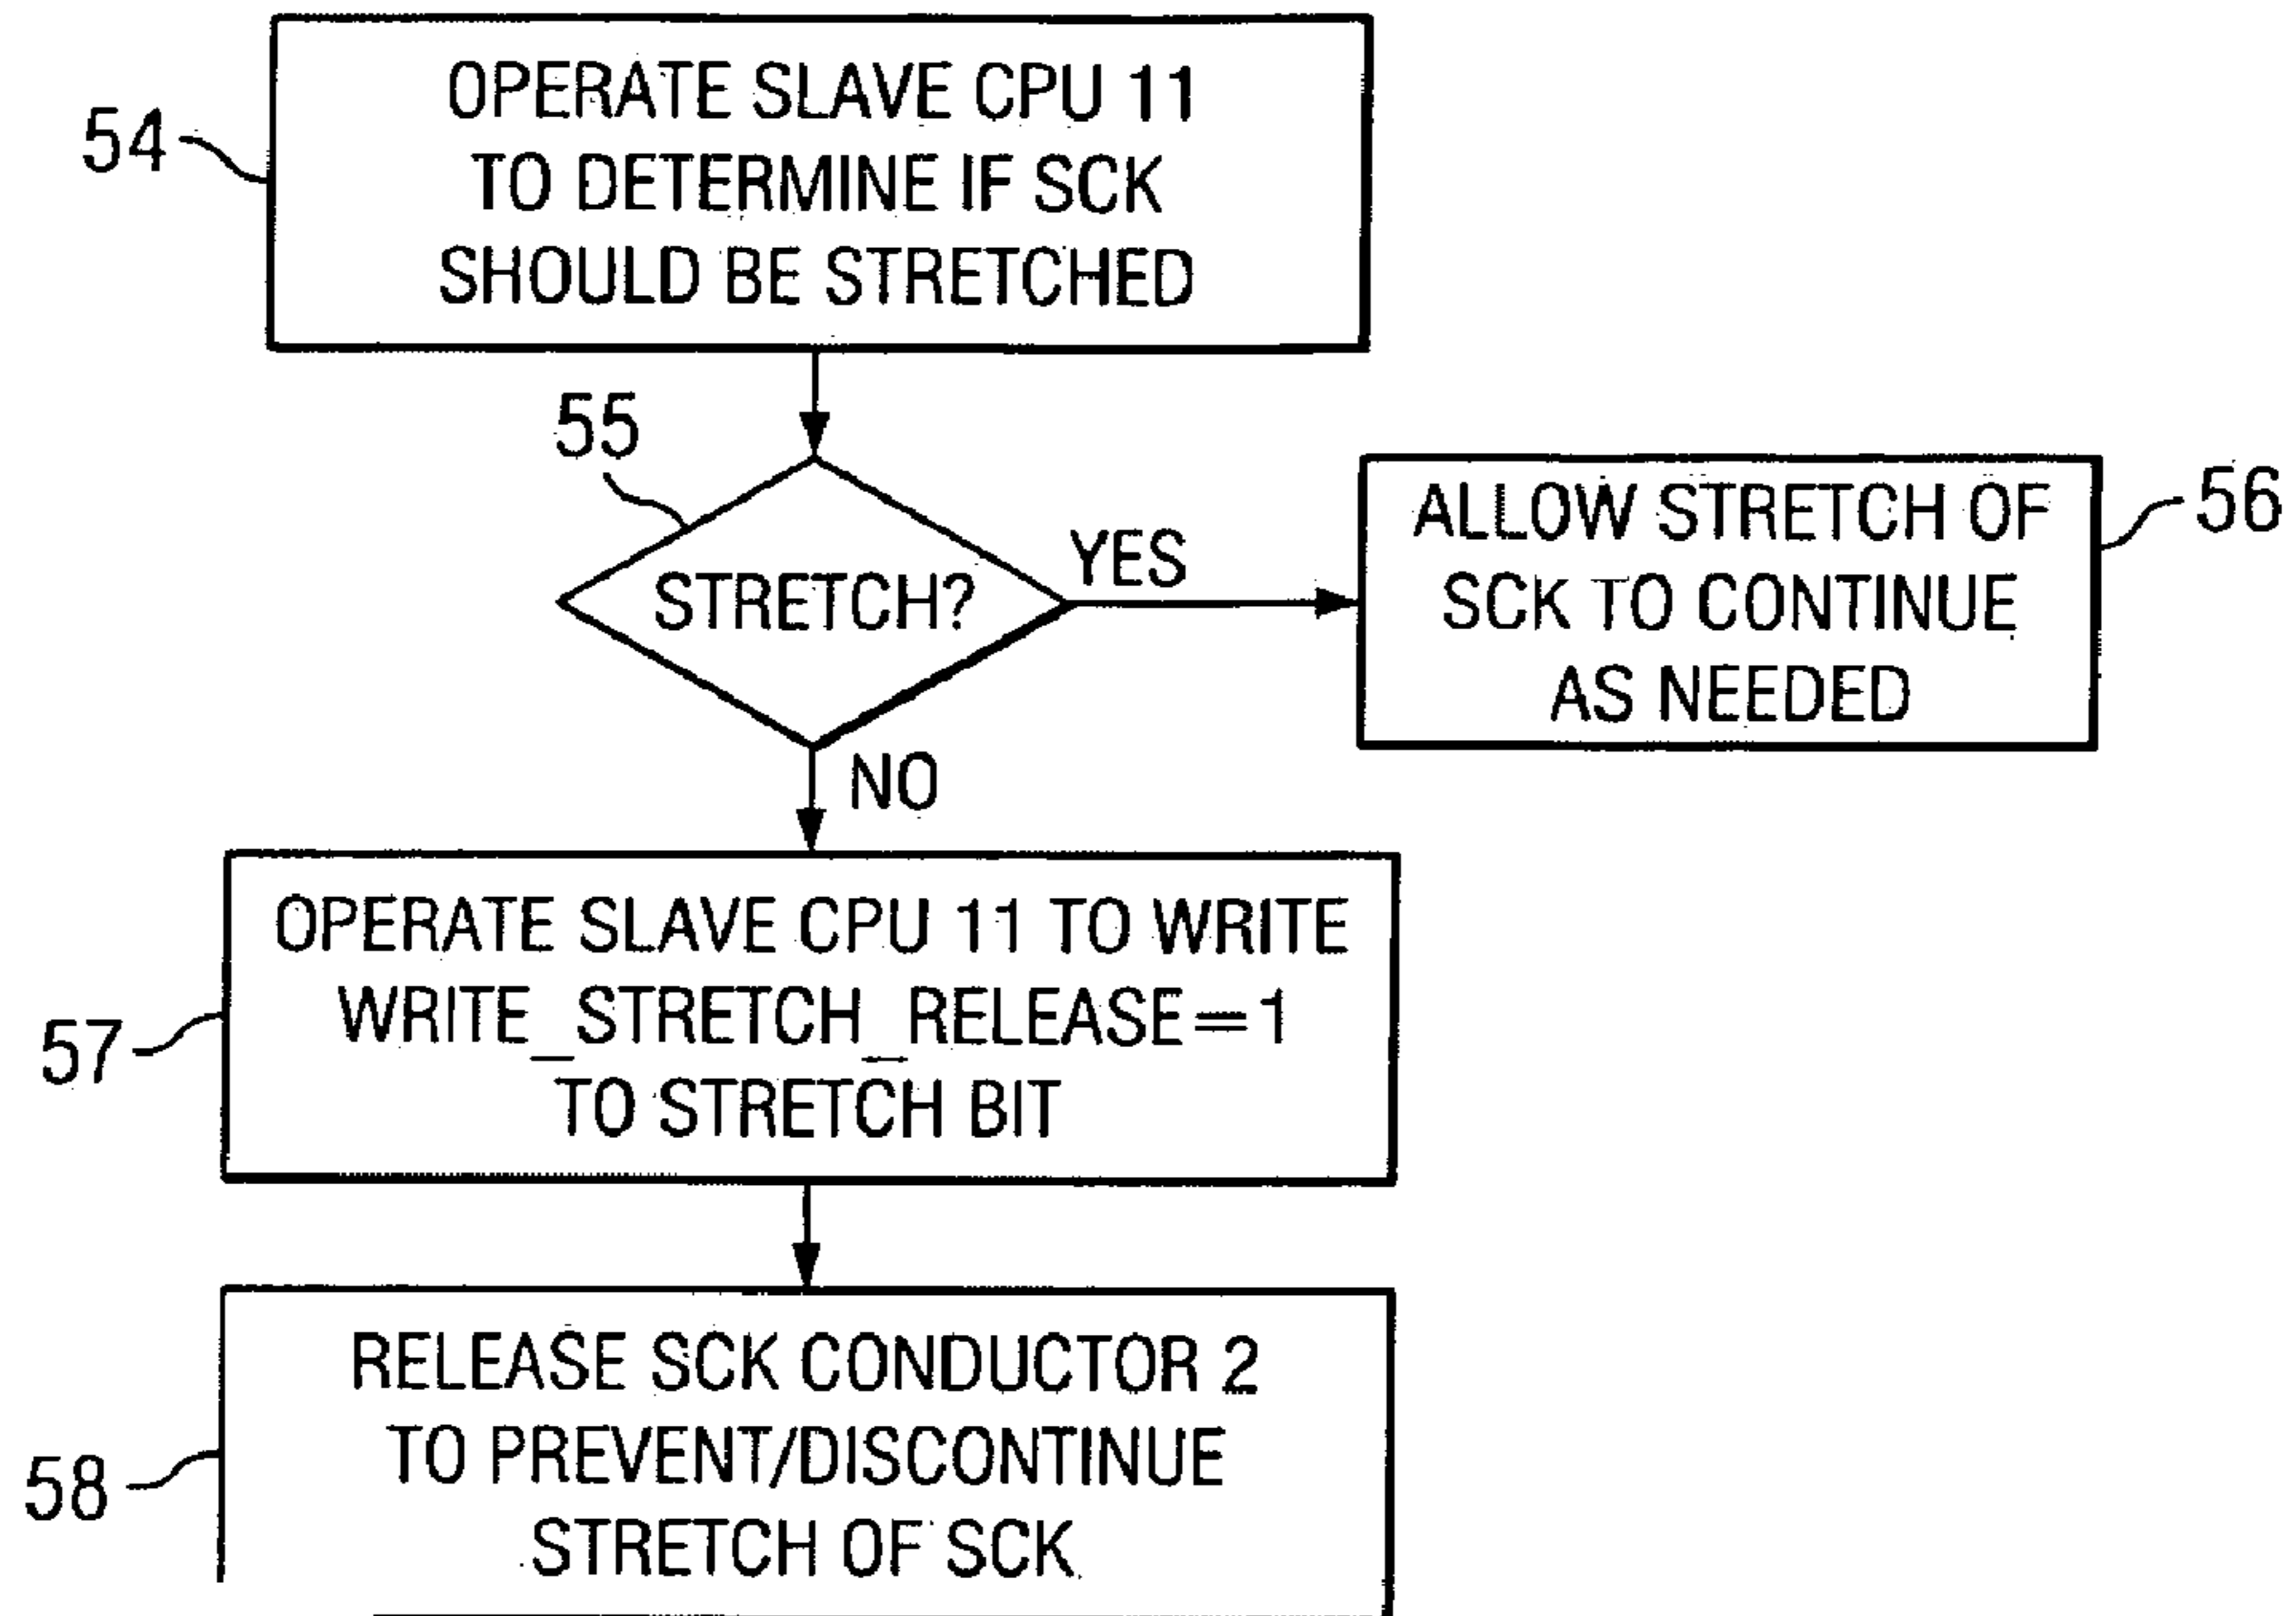 54
OPERATE SLAVE CPU 11
TO DETERMINE IF SCK
SHOULD BE STRETCHED
55
STRETCH?
YES
ALLOW STRETCH OF
SCK TO CONTINUE
AS NEEDED
56
NO
57
OPERATE SLAVE CPU 11 TO WRITE
WRITE_STRETCH_RELEASE=1
TO STRETCH BIT
58
RELEASE SCK CONDUCTOR 2
TO PREVENT/DISCONTINUE
STRETCH OF SCK